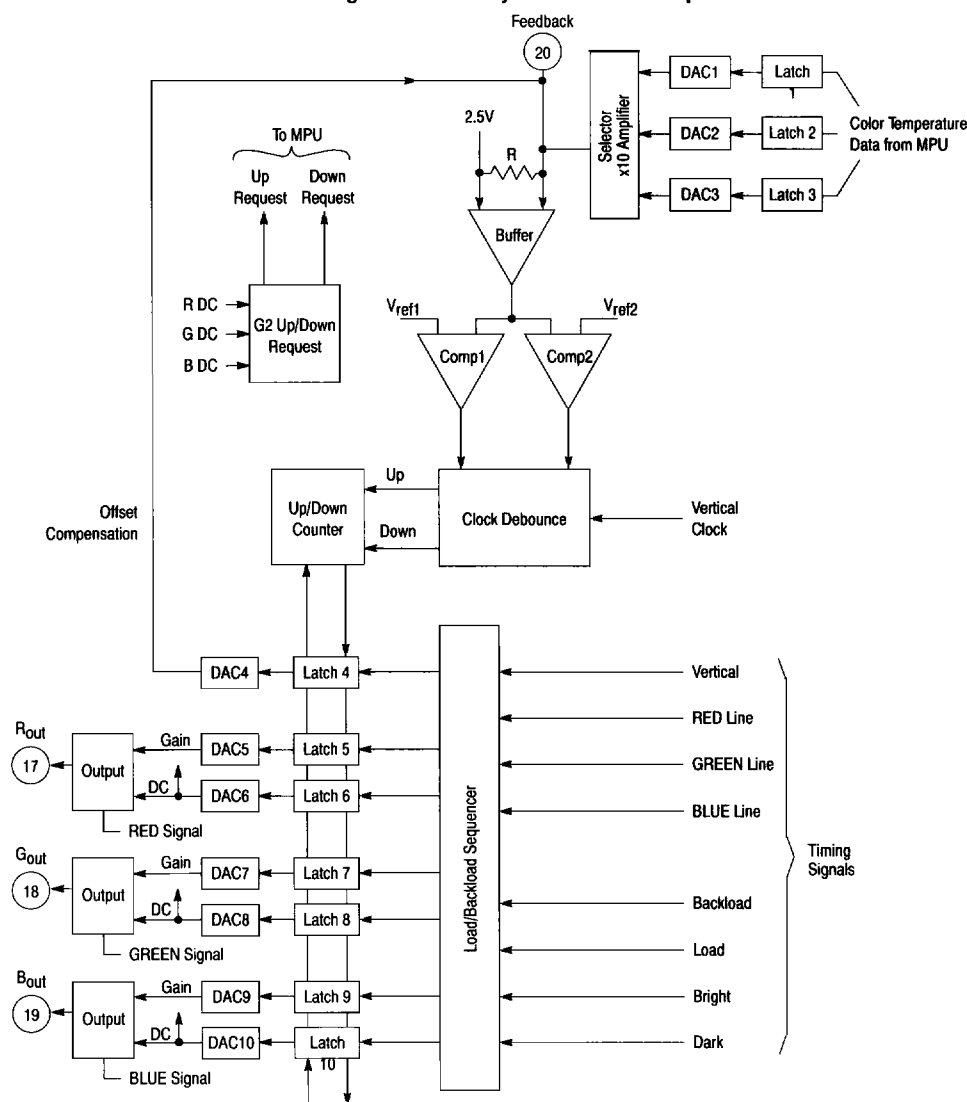 Feedback
20
2.5V
R
Selector
x10 Amplifier
DAC1
Latch
DAC2
Latch 2
DAC3
Latch 3
Color Temperature
Data from MPU
To MPU
Up
Request
Down
Request
Buffer
R DC
G DC
B DC
G2 Up/Down
Request
Vref1
Vref2
Comp1
Comp2
Offset
Compensation
Up/Down
Counter
Up
Down
Clock Debounce
Vertical
Clock
DAC4
Latch 4
Load/Backload Sequencer
Vertical
RED Line
GREEN Line
BLUE Line
Backload
Load
Bright
Dark
Timing
Signals
Rout
17
Output
Gain
DC
DAC5
Latch 5
DAC6
Latch 6
RED Signal
Gout
18
Output
Gain
DC
DAC7
Latch 7
DAC8
Latch 8
GREEN Signal
Bout
19
Output
Gain
DC
DAC9
Latch 9
DAC10
Latch
10
BLUE Signal